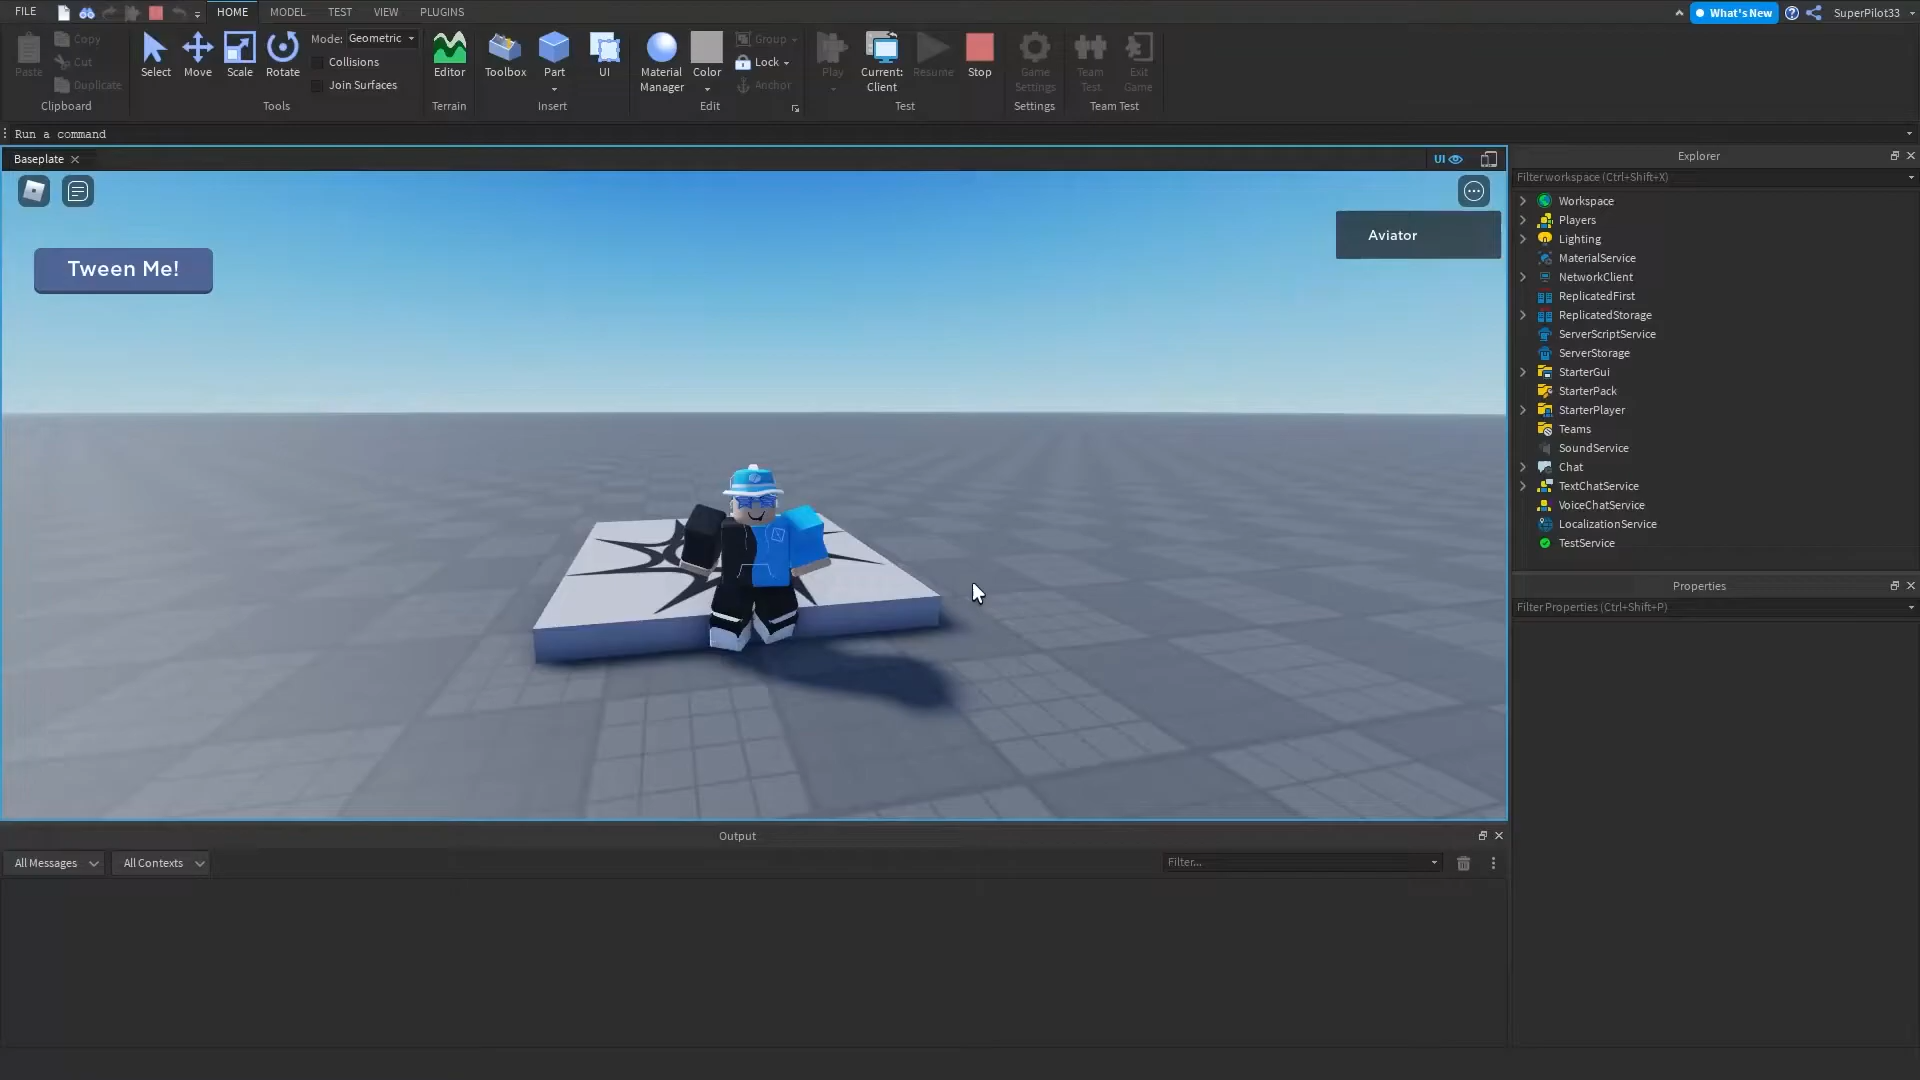 FILE HOME MODEL TEST VIEW PLUGINS What's New SuperPilot33
Paste Copy Cut Duplicate Clipboard
Select Move Scale Rotate Mode: Geometric Collisions Join Surfaces Tools
Editor Terrain
Toolbox Part UI Insert
Material Manager Color Group Lock Anchor Edit
Play Current: Client Resume Stop Test
Game Settings Settings
Team Test Exit Game Team Test
Run a command
Baseplate UI
Tween Me!
Aviator
Explorer
Filter workspace (Ctrl+Shift+X)
Workspace
Players
Lighting
MaterialService
NetworkClient
ReplicatedFirst
ReplicatedStorage
ServerScriptService
ServerStorage
StarterGui
StarterPack
StarterPlayer
Teams
SoundService
Chat
TextChatService
VoiceChatService
LocalizationService
TestService
Properties
Filter Properties (Ctrl+Shift+P)
Output
All Messages All Contexts Filter...